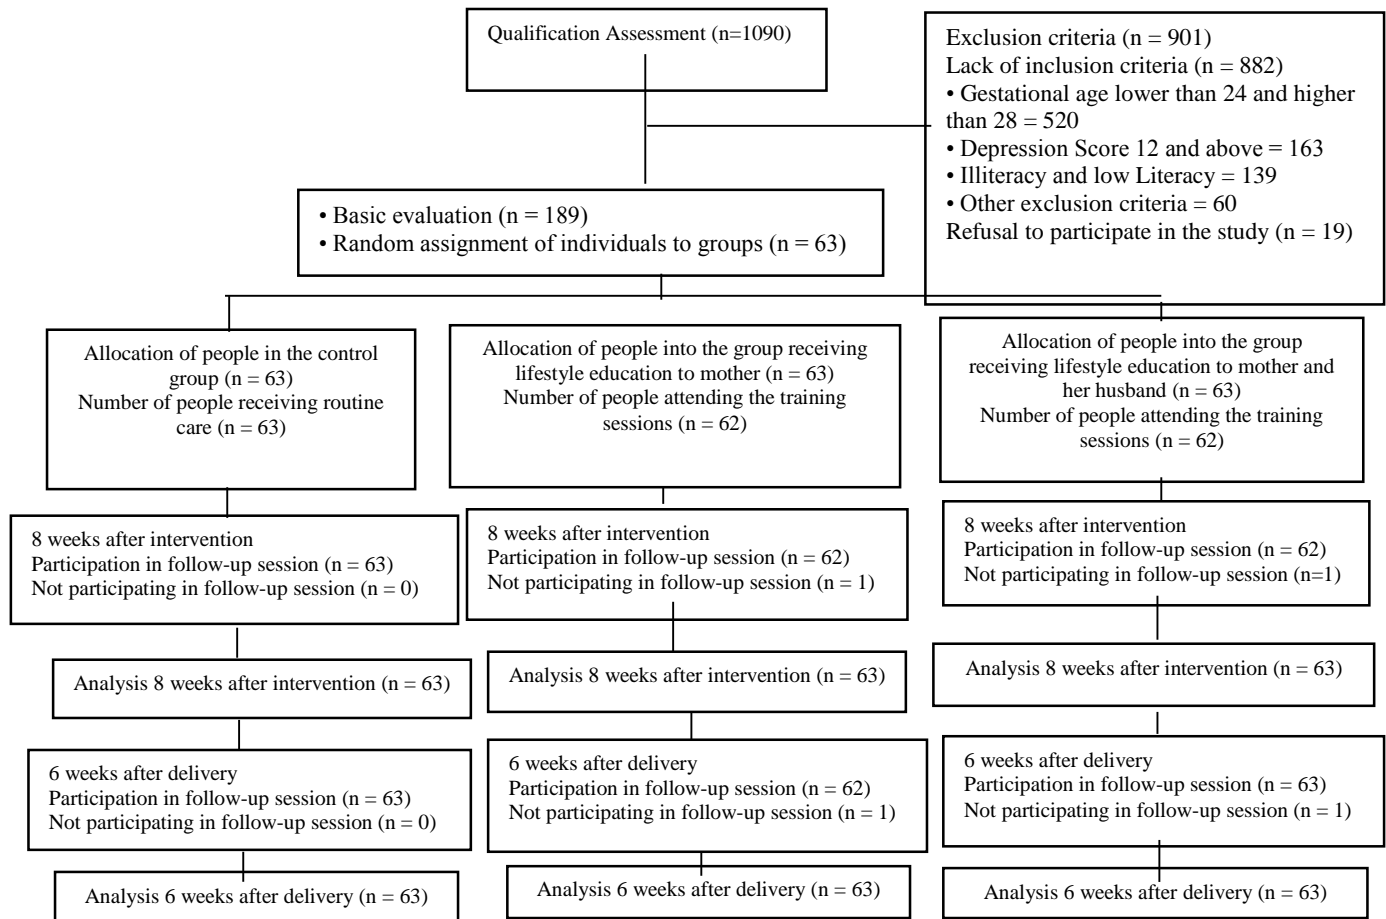 Qualification Assessment (n=1090)
Exclusion criteria (n = 901)
Lack of inclusion criteria (n = 882)
• Gestational age lower than 24 and higher
than 28 = 520
• Depression Score 12 and above = 163
• Illiteracy and low Literacy = 139
• Other exclusion criteria = 60
Refusal to participate in the study (n = 19)
• Basic evaluation (n = 189)
• Random assignment of individuals to groups (n = 63)
Allocation of people in the control
group (n = 63)
Number of people receiving routine
care (n = 63)
Allocation of people into the group receiving
lifestyle education to mother (n = 63)
Number of people attending the training
sessions (n = 62)
Allocation of people into the group
receiving lifestyle education to mother and
her husband (n = 63)
Number of people attending the training
sessions (n = 62)
8 weeks after intervention
Participation in follow-up session (n = 63)
Not participating in follow-up session (n = 0)
8 weeks after intervention
Participation in follow-up session (n = 62)
Not participating in follow-up session (n = 1)
8 weeks after intervention
Participation in follow-up session (n = 62)
Not participating in follow-up session (n=1)
Analysis 8 weeks after intervention (n = 63)
Analysis 8 weeks after intervention (n = 63)
Analysis 8 weeks after intervention (n = 63)
6 weeks after delivery
Participation in follow-up session (n = 63)
Not participating in follow-up session (n = 0)
6 weeks after delivery
Participation in follow-up session (n = 62)
Not participating in follow-up session (n = 1)
6 weeks after delivery
Participation in follow-up session (n = 63)
Not participating in follow-up session (n = 1)
Analysis 6 weeks after delivery (n = 63)
Analysis 6 weeks after delivery (n = 63)
Analysis 6 weeks after delivery (n = 63)